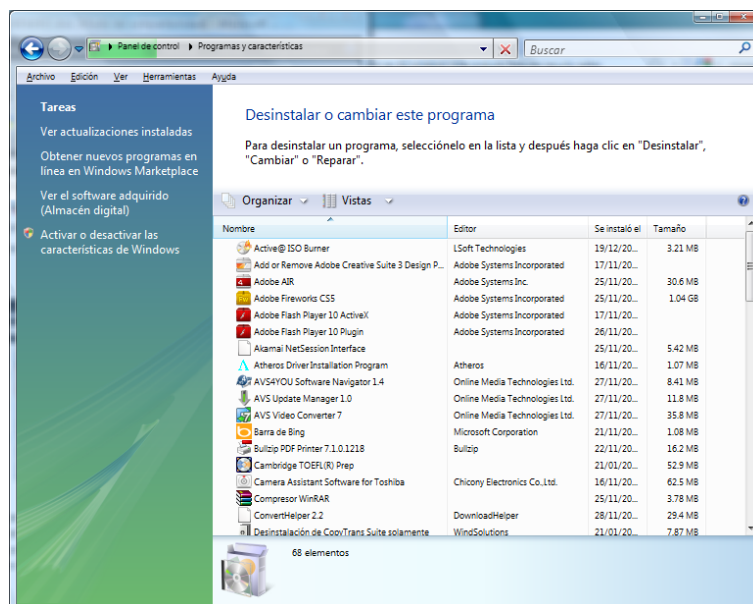 Panel de control Programas y características
Buscar
Archivo Edición Ver Herramientas Ayuda
Tareas
Ver actualizaciones instaladas
Obtener nuevos programas en
línea en Windows Marketplace
Ver el software adquirido
(Almacén digital)
Activar o desactivar las
características de Windows
Desinstalar o cambiar este programa
Para desinstalar un programa, selecciónelo en la lista y después haga clic en "Desinstalar",
"Cambiar" o "Reparar".
Organizar Vistas
Nombre Editor Se instaló el Tamaño
Active@ ISO Burner LSoft Technologies 19/12/20... 3.21 MB
Add or Remove Adobe Creative Suite 3 Design P... Adobe Systems Incorporated 17/11/20...
Adobe AIR Adobe Systems Inc. 25/11/20... 30.6 MB
Adobe Fireworks CS5 Adobe Systems Incorporated 25/11/20... 1.04 GB
Adobe Flash Player 10 ActiveX Adobe Systems Incorporated 17/11/20...
Adobe Flash Player 10 Plugin Adobe Systems Incorporated 26/11/20...
Akamai NetSession Interface 25/11/20... 5.42 MB
Atheros Driver Installation Program Atheros 16/11/20... 1.07 MB
AVS4YOU Software Navigator 1.4 Online Media Technologies Ltd. 27/11/20... 8.41 MB
AVS Update Manager 1.0 Online Media Technologies Ltd. 27/11/20... 11.8 MB
AVS Video Converter 7 Online Media Technologies Ltd. 27/11/20... 35.8 MB
Barra de Bing Microsoft Corporation 21/11/20... 1.08 MB
Bullzip PDF Printer 7.1.0.1218 Bullzip 22/11/20... 16.2 MB
Cambridge TOEFL(R) Prep 21/01/20... 52.9 MB
Camera Assistant Software for Toshiba Chicony Electronics Co.,Ltd. 16/11/20... 62.5 MB
Compresor WinRAR 25/11/20... 3.78 MB
ConvertHelper 2.2 DownloadHelper 28/11/20... 29.4 MB
Desinstalación de CopyTrans Suite solamente WindSolutions 21/01/20... 7.87 MB
68 elementos